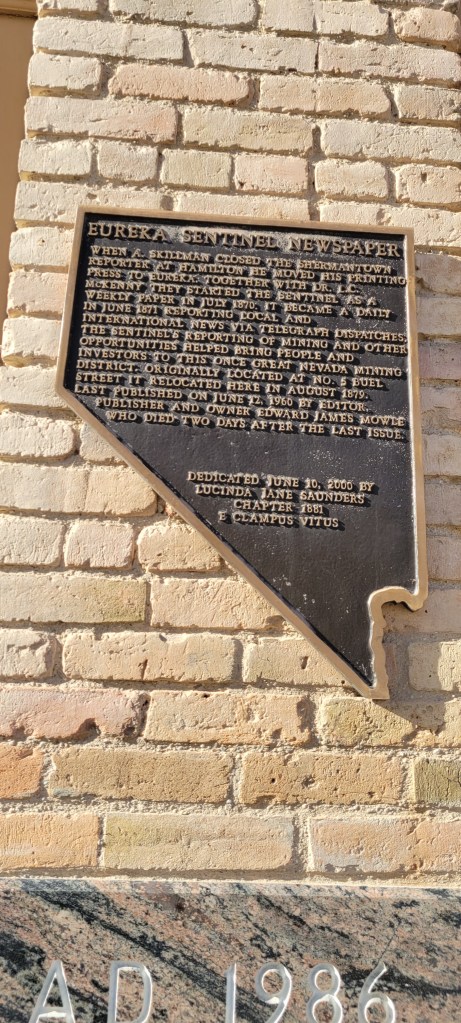 EUREKA SENTINEL NEWSPAPER
WHEN A. SKILLMAN CLOSED THE SHERMANTOWN
REPORTER AT HAMILTON HE MOVED HIS PRINTING
PRESS TO EUREKA. TOGETHER WITH DR. L.C.
MCKENNY THEY STARTED THE SENTINEL AS A
WEEKLY PAPER IN JULY 1870. IT BECAME A DAILY
IN JUNE 1871 REPORTING LOCAL AND
INTERNATIONAL NEWS VIA TELEGRAPH DISPATCHES.
THE SENTINEL'S REPORTING OF MINING AND OTHER
OPPORTUNITIES HELPED BRING PEOPLE AND
INVESTORS TO THIS ONCE GREAT NEVADA MINING
DISTRICT. ORIGINALLY LOCATED AT NO. 5 BUEL
STREET IT RELOCATED HERE IN AUGUST 1879.
LAST PUBLISHED ON JUNE 12, 1960 BY EDITOR,
PUBLISHER AND OWNER EDWARD JAMES MOWLE
WHO DIED TWO DAYS AFTER THE LAST ISSUE.
DEDICATED JUNE 10, 2000 BY
LUCINDA JANE SAUNDERS
CHAPTER 1881
E CLAMPUS VITUS
AD 1986